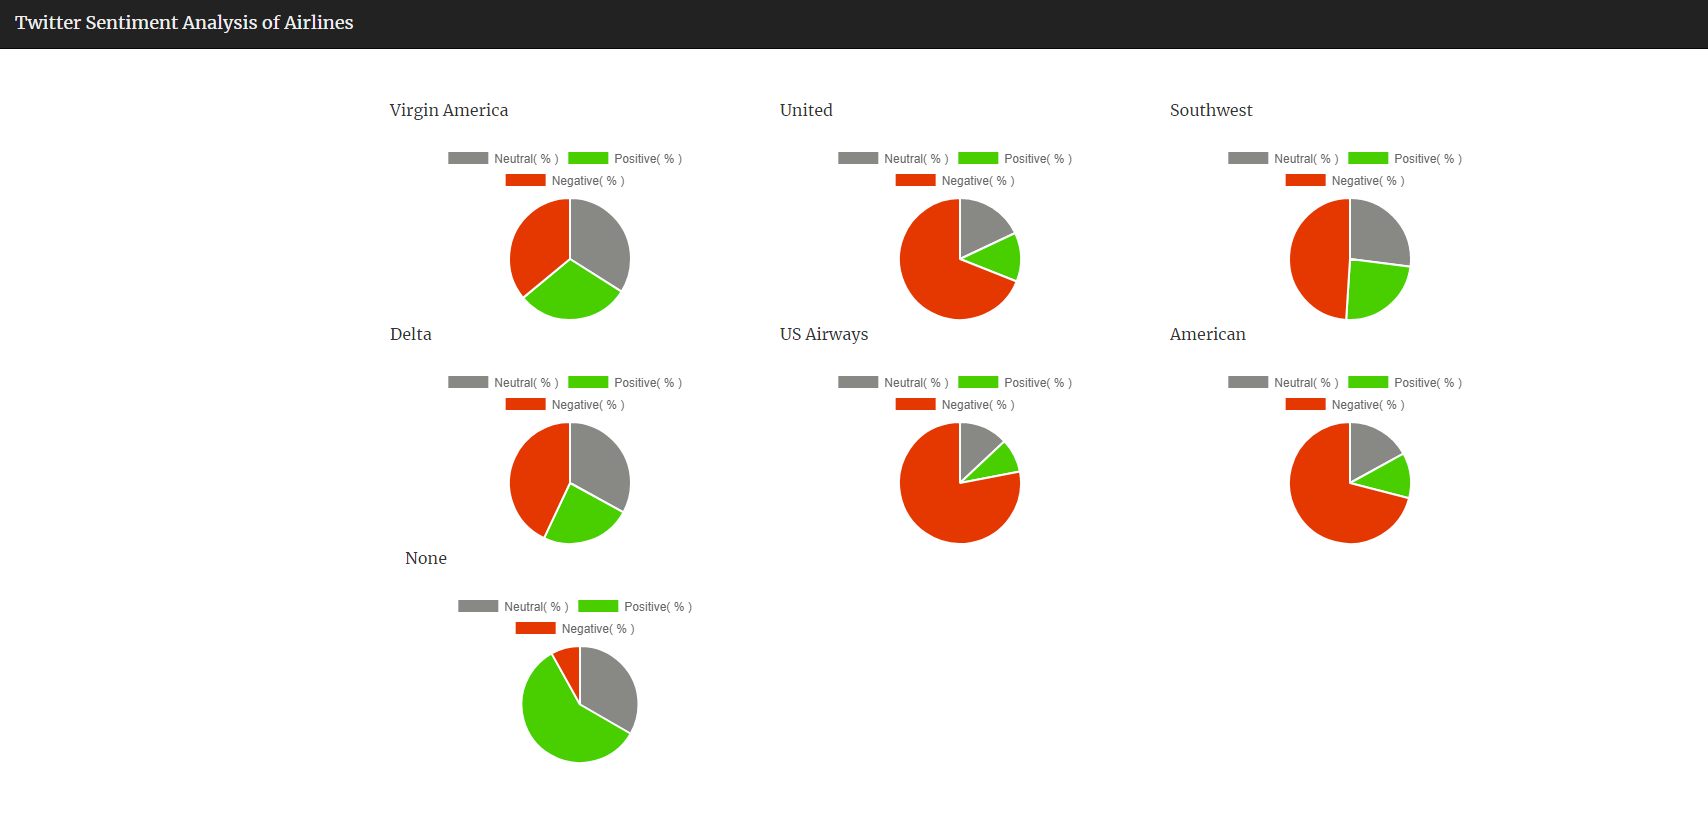 Twitter Sentiment Analysis of Airlines
Virgin America
Neutral( % ) Positive( % )
Negative( % )
United
Neutral( % ) Positive( % )
Negative( % )
Southwest
Neutral( % ) Positive( % )
Negative( % )
Delta
Neutral( % ) Positive( % )
Negative( % )
US Airways
Neutral( % ) Positive( % )
Negative( % )
American
Neutral( % ) Positive( % )
Negative( % )
None
Neutral( % ) Positive( % )
Negative( % )